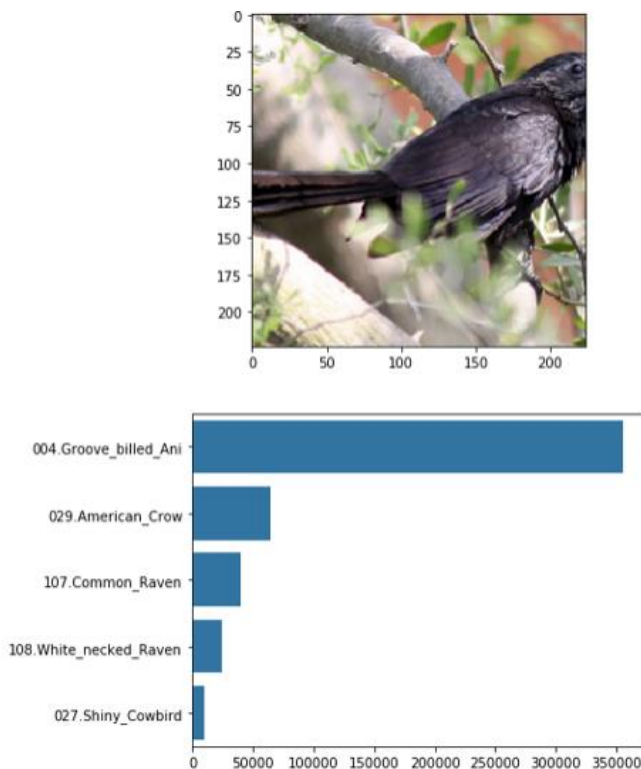 0
25
50
75
100
125
150
175
200
0 50 100 150 200
004.Groove_billed_Ani
029.American_Crow
107.Common_Raven
108.White_necked_Raven
027.Shiny_Cowbird
0 50000 100000 150000 200000 250000 300000 350000